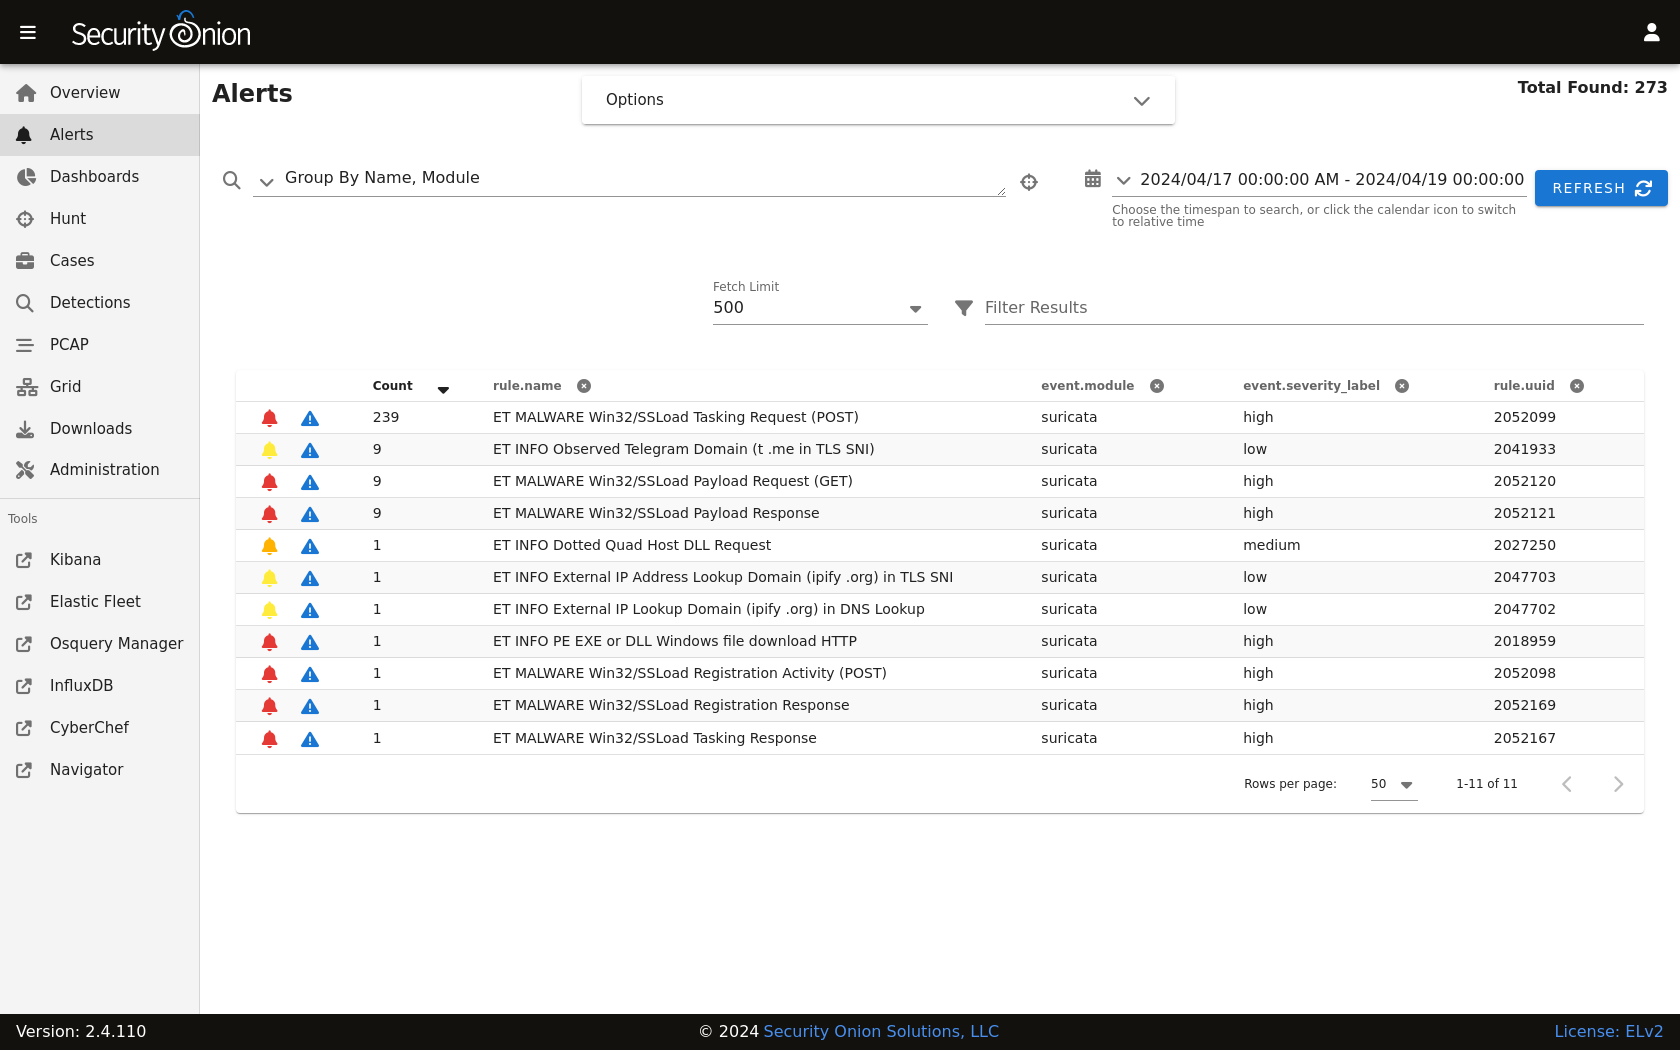 Security Onion
Overview
Alerts
Dashboards
Hunt
Cases
Detections
PCAP
Grid
Downloads
Administration
Tools
Kibana
Elastic Fleet
Osquery Manager
InfluxDB
CyberChef
Navigator
Alerts
Options
Total Found: 273
Group By Name, Module
2024/04/17 00:00:00 AM - 2024/04/19 00:00:00
REFRESH
Choose the timespan to search, or click the calendar icon to switch
to relative time
Fetch Limit
500
Filter Results
Count rule.name event.module event.severity_label rule.uuid
239 ET MALWARE Win32/SSLoad Tasking Request (POST) suricata high 2052099
9 ET INFO Observed Telegram Domain (t .me in TLS SNI) suricata low 2041933
9 ET MALWARE Win32/SSLoad Payload Request (GET) suricata high 2052120
9 ET MALWARE Win32/SSLoad Payload Response suricata high 2052121
1 ET INFO Dotted Quad Host DLL Request suricata medium 2027250
1 ET INFO External IP Address Lookup Domain (ipify .org) in TLS SNI suricata low 2047703
1 ET INFO External IP Lookup Domain (ipify .org) in DNS Lookup suricata low 2047702
1 ET INFO PE EXE or DLL Windows file download HTTP suricata high 2018959
1 ET MALWARE Win32/SSLoad Registration Activity (POST) suricata high 2052098
1 ET MALWARE Win32/SSLoad Registration Response suricata high 2052169
1 ET MALWARE Win32/SSLoad Tasking Response suricata high 2052167
Rows per page: 50 1-11 of 11
Version: 2.4.110
© 2024 Security Onion Solutions, LLC
License: ELv2